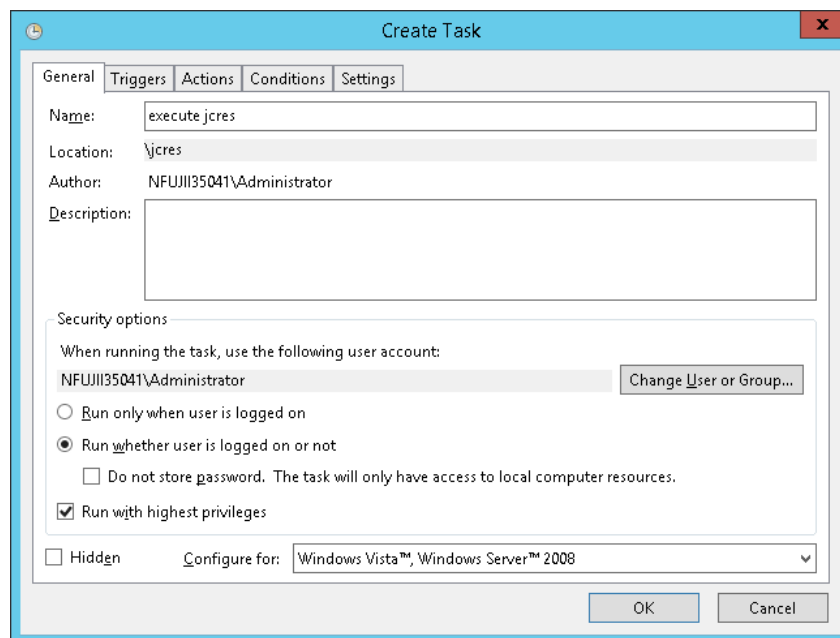 Create Task
x
General Triggers Actions Conditions Settings
Name: execute jcres
Location: \jcres
Author: NFUJII35041\Administrator
Description:
Security options
When running the task, use the following user account:
NFUJII35041\Administrator Change User or Group...
Run only when user is logged on
Run whether user is logged on or not
Do not store password. The task will only have access to local computer resources.
Run with highest privileges
Hidden Configure for: Windows Vista™, Windows Server™ 2008
OK Cancel